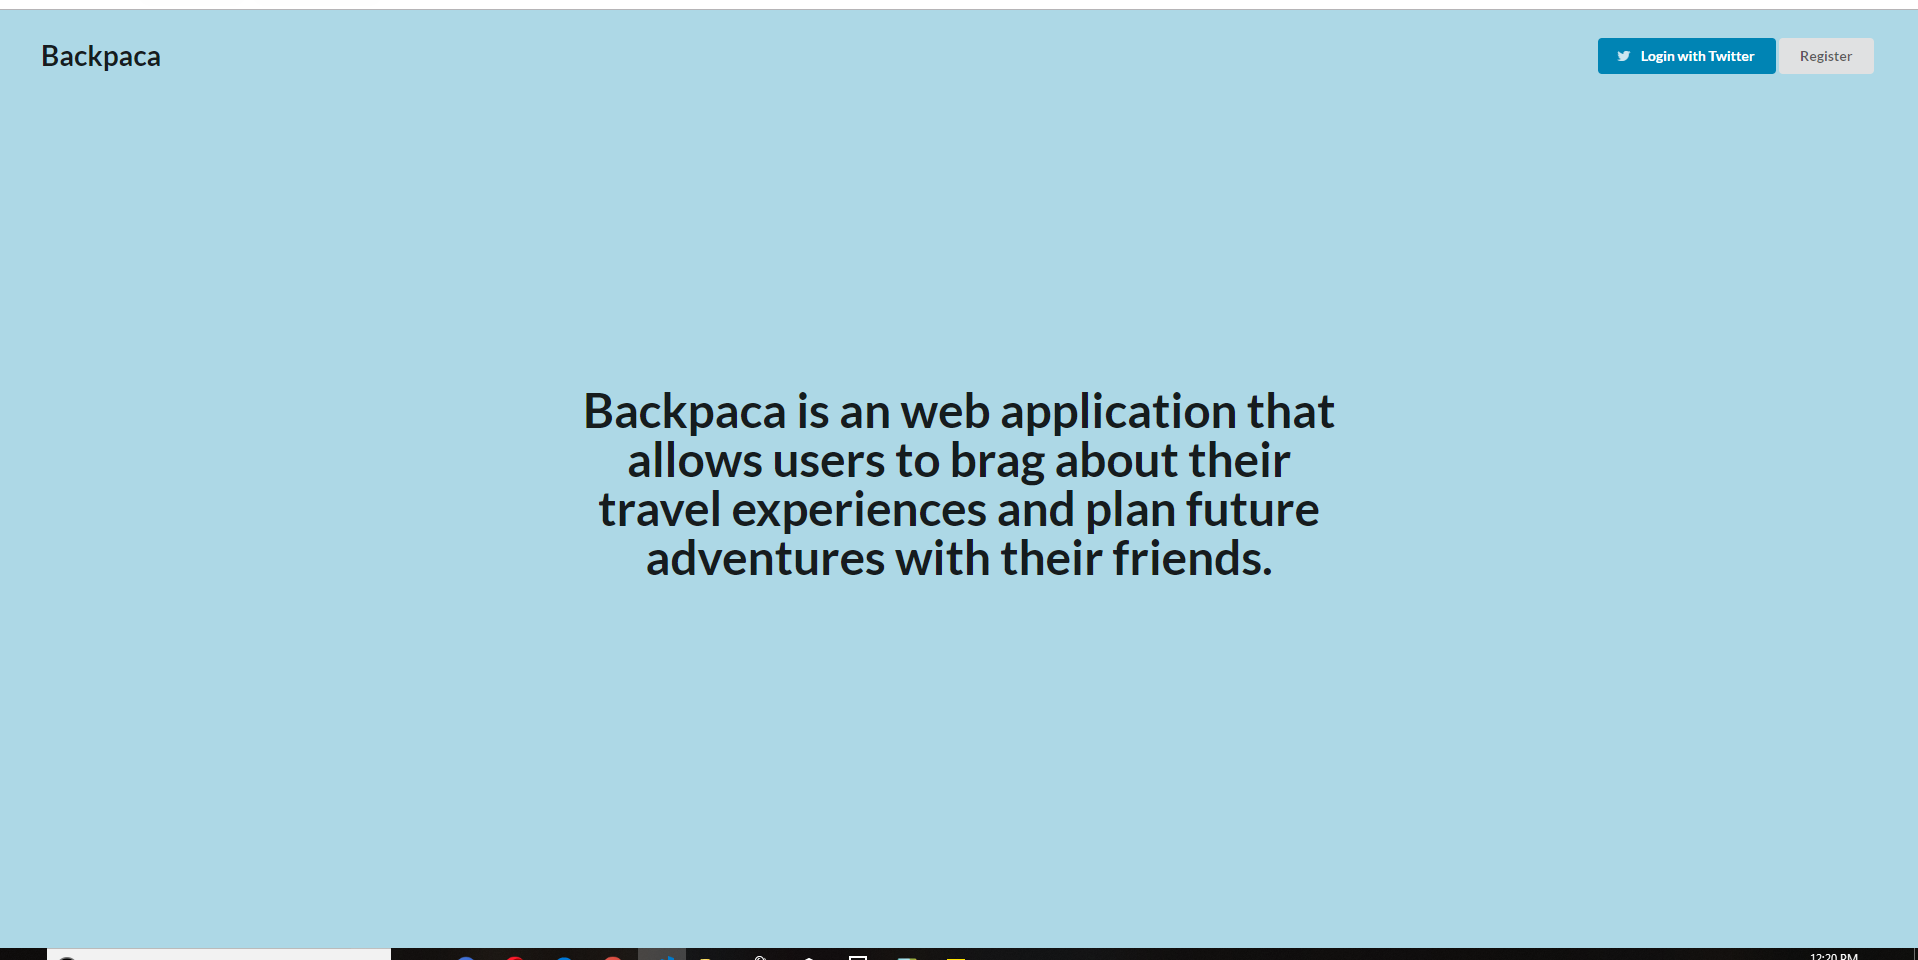 Backpaca
Login with Twitter
Register
Backpaca is an web application that
allows users to brag about their
travel experiences and plan future
adventures with their friends.
12:20 PM